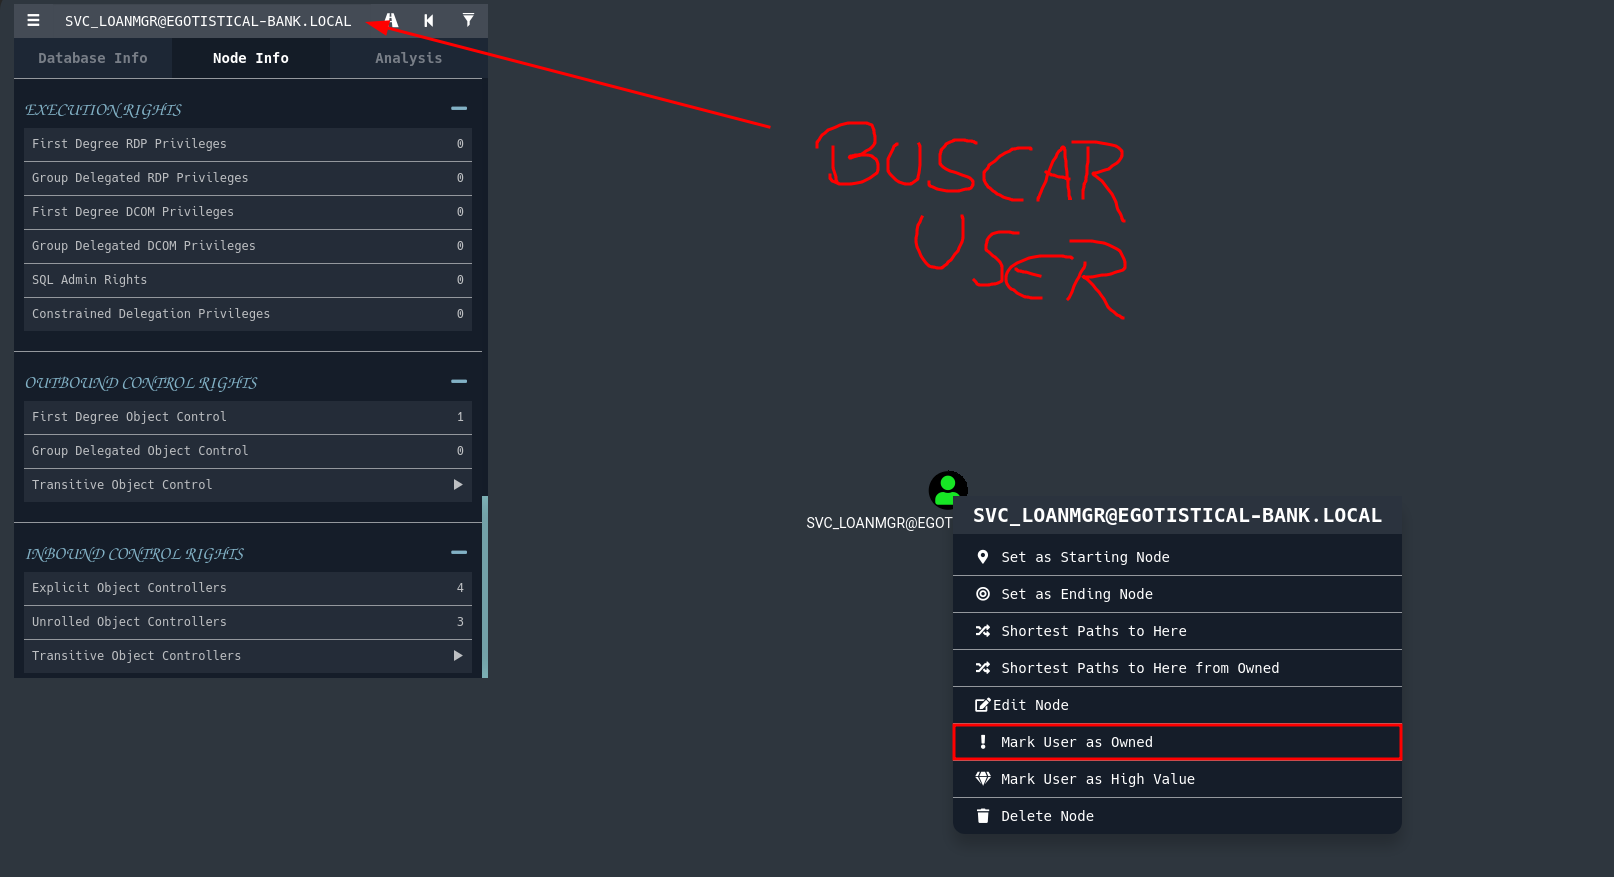 SVC_LOANMGR@EGOTISTICAL-BANK.LOCAL
Database Info Node Info Analysis
EXECUTION RIGHTS
First Degree RDP Privileges 0
Group Delegated RDP Privileges 0
First Degree DCOM Privileges 0
Group Delegated DCOM Privileges 0
SQL Admin Rights 0
Constrained Delegation Privileges 0
OUTBOUND CONTROL RIGHTS
First Degree Object Control 1
Group Delegated Object Control 0
Transitive Object Control
INBOUND CONTROL RIGHTS
Explicit Object Controllers 4
Unrolled Object Controllers 3
Transitive Object Controllers
BUSCAR
USER
SVC_LOANMGR@EGOT
SVC_LOANMGR@EGOTISTICAL-BANK.LOCAL
Set as Starting Node
Set as Ending Node
Shortest Paths to Here
Shortest Paths to Here from Owned
Edit Node
Mark User as Owned
Mark User as High Value
Delete Node